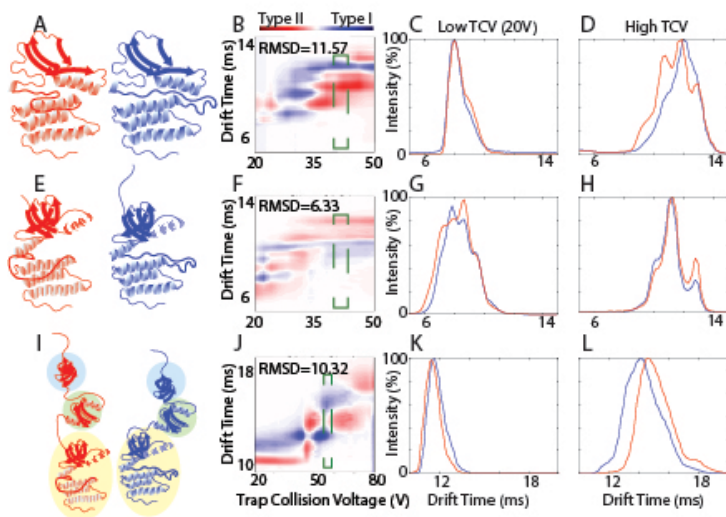 Type II Type I
A B C Low TCV (20V) D High TCV
14 RMSD=11.57 100
Drift Time (ms) Intensity (%)
6 0 0
20 35 50 6 14 6 14
E F G H
14 RMSD=6.33 100
Drift Time (ms) Intensity (%)
6 0 0
20 35 50 6 14 6 14
I J K L
18 RMSD=10.32 100
Drift Time (ms) Intensity (%)
10 0 0
20 50 80 12 18 12 18
Trap Collision Voltage (V) Drift Time (ms) Drift Time (ms)